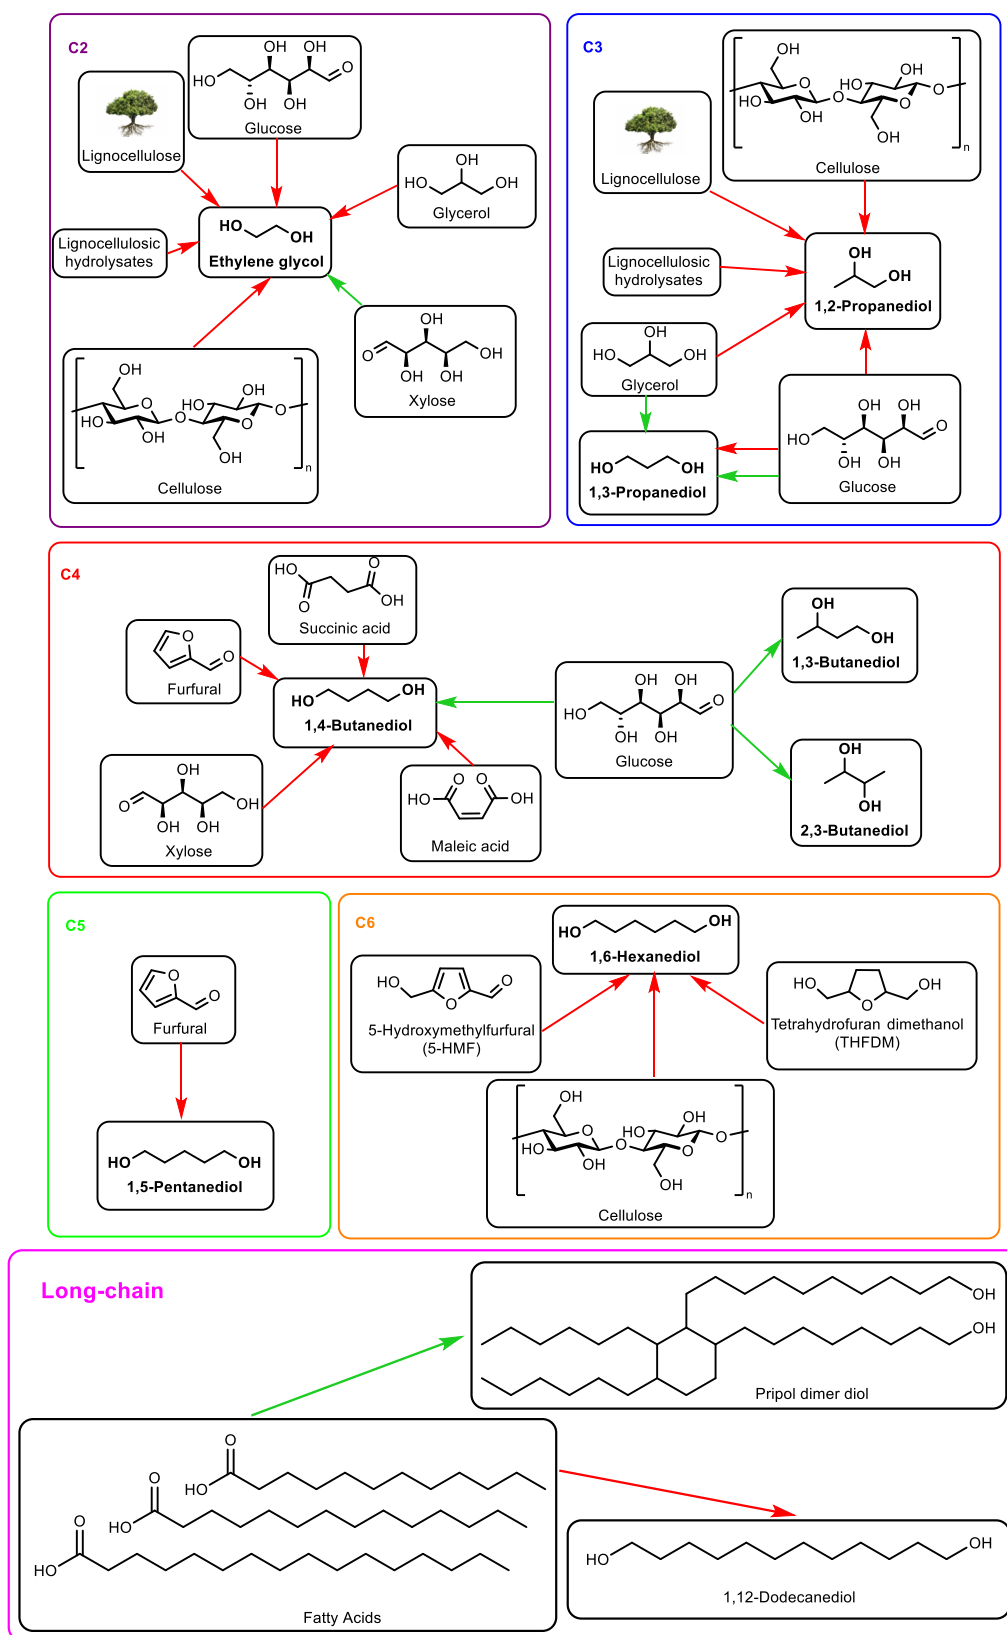 C2
OH
OH
HO
O
OH
OH
Glucose
Lignocellulose
OH
HO
OH
Glycerol
HO
OH
Ethylene glycol
Lignocellulosic
hydrolysates
OH
O
OH
OH
OH
Xylose
OH
OH
O
HO
O
HO
OH
O
O
OH
n
Cellulose
C3
OH
OH
O
HO
O
HO
OH
O
O
OH
n
Cellulose
Lignocellulose
OH
OH
1,2-Propanediol
Lignocellulosic
hydrolysates
OH
HO
OH
Glycerol
HO
OH
1,3-Propanediol
OH
OH
HO
O
OH
OH
Glucose
C4
HO
O
O
OH
Succinic acid
O
O
Furfural
HO
OH
1,4-Butanediol
OH
O
OH
OH
OH
Xylose
O
O
HO
OH
Maleic acid
OH
OH
HO
O
OH
OH
Glucose
OH
OH
1,3-Butanediol
OH
OH
2,3-Butanediol
C5
O
O
Furfural
HO
OH
1,5-Pentanediol
C6
HO
OH
1,6-Hexanediol
HO
O
O
5-Hydroxymethylfurfural
(5-HMF)
HO
OH
O
Tetrahydrofuran dimethanol
(THFDM)
OH
OH
O
HO
O
HO
OH
O
O
OH
n
Cellulose
Long-chain
OH
OH
Pripol dimer diol
O
HO
O
HO
O
HO
Fatty Acids
HO
OH
1,12-Dodecanediol